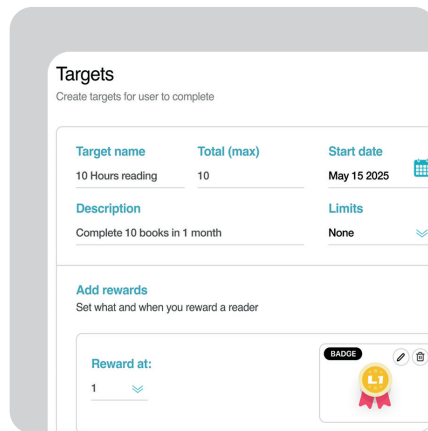 Targets
Create targets for user to complete
Target name Total (max) Start date
10 Hours reading 10 May 15 2025
Description Limits
Complete 10 books in 1 month None
Add rewards
Set what and when you reward a reader
Reward at:
1
BADGE
L1